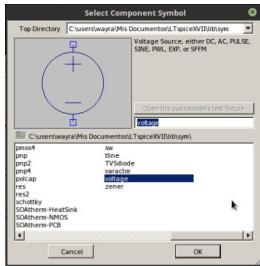 Select Component Symbol
Top Directory C:\users\wayra\Mis Documentos\LTspiceXVII\lib\sym
Voltage Source, either DC, AC, PULSE,
SINE, PWL, EXP, or SFFM
Open this macromodel's test fixture
voltage
C:\users\wayra\Mis Documentos\LTspiceXVII\lib\sym\
pmos4
pnp
pnp2
pnp4
polcap
res
res2
schottky
SOAtherm-HeatSink
SOAtherm-NMOS
SOAtherm-PCB
sw
tline
TVSdiode
varactor
voltage
zener
Cancel
OK